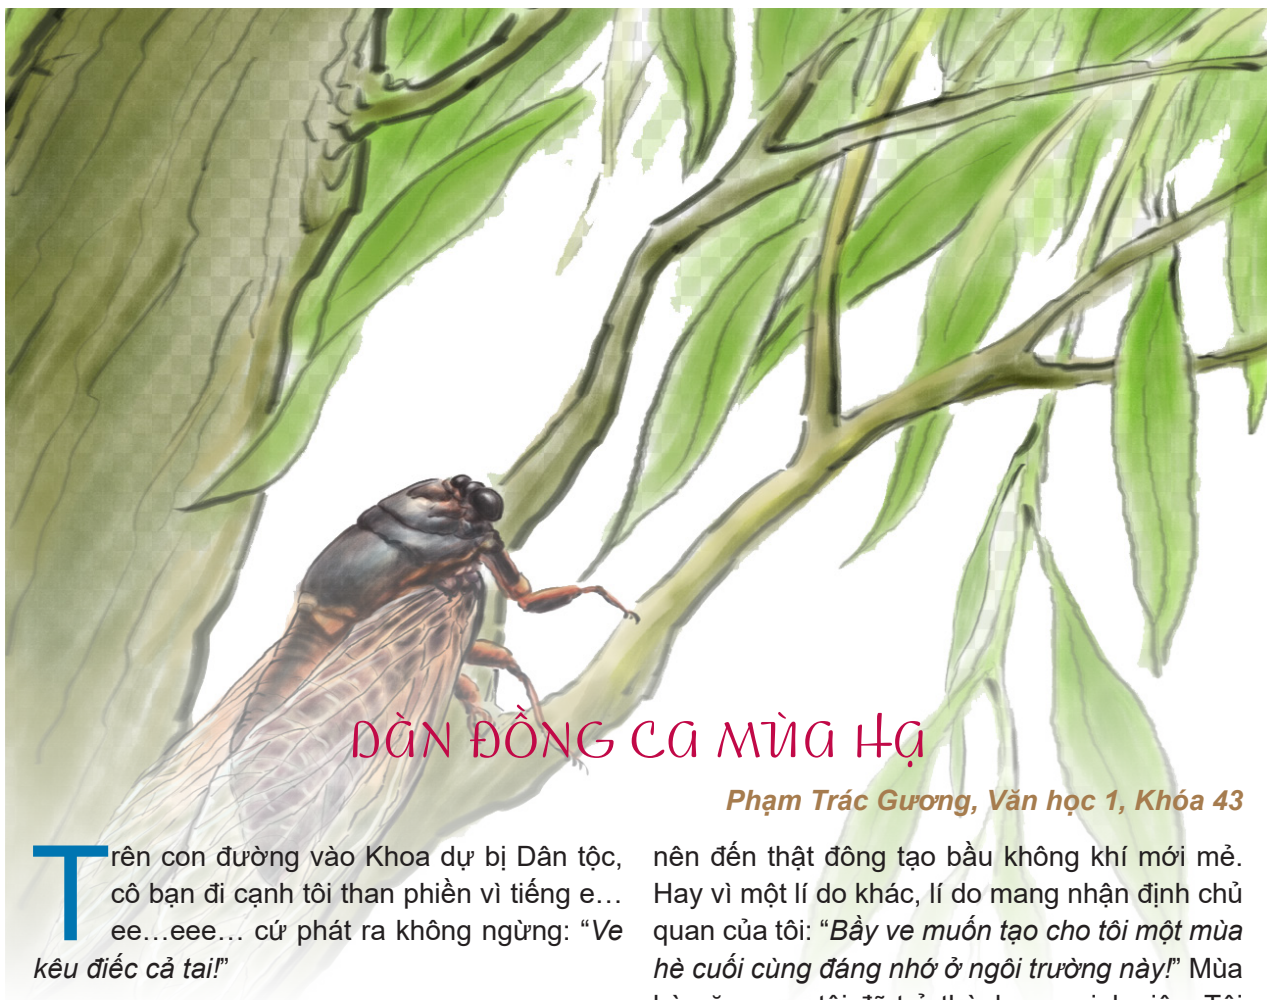 DÀN ĐỒNG CA MÙA HẠ
Phạm Trác Gương, Văn học 1, Khóa 43
Trên con đường vào Khoa dự bị Dân tộc,
cô bạn đi cạnh tôi than phiền vì tiếng e…
ee…eee… cứ phát ra không ngừng: “Ve
kêu điếc cả tai!”
nên đến thật đông tạo bầu không khí mới mẻ.
Hay vì một lí do khác, lí do mang nhận định chủ
quan của tôi: “Bầy ve muốn tạo cho tôi một mùa
hè cuối cùng đáng nhớ ở ngôi trường này!” Mùa